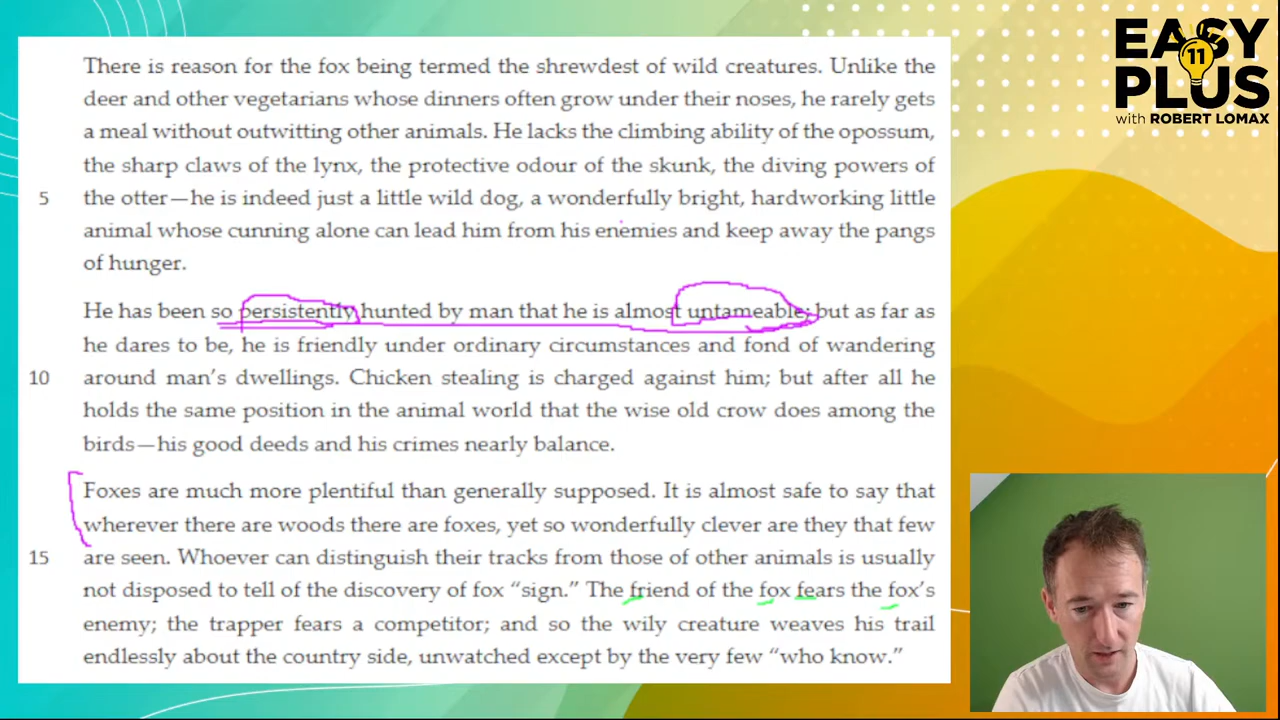 EASY
11
PLUS
with ROBERT LOMAX
There is reason for the fox being termed the shrewdest of wild creatures. Unlike the
deer and other vegetarians whose dinners often grow under their noses, he rarely gets
a meal without outwitting other animals. He lacks the climbing ability of the opossum,
the sharp claws of the lynx, the protective odour of the skunk, the diving powers of
5 the otter—he is indeed just a little wild dog, a wonderfully bright, hardworking little
animal whose cunning alone can lead him from his enemies and keep away the pangs
of hunger.
He has been so persistently hunted by man that he is almost untameable; but as far as
he dares to be, he is friendly under ordinary circumstances and fond of wandering
10 around man's dwellings. Chicken stealing is charged against him; but after all he
holds the same position in the animal world that the wise old crow does among the
birds—his good deeds and his crimes nearly balance.
Foxes are much more plentiful than generally supposed. It is almost safe to say that
wherever there are woods there are foxes, yet so wonderfully clever are they that few
15 are seen. Whoever can distinguish their tracks from those of other animals is usually
not disposed to tell of the discovery of fox "sign." The friend of the fox fears the fox's
enemy; the trapper fears a competitor; and so the wily creature weaves his trail
endlessly about the country side, unwatched except by the very few "who know."